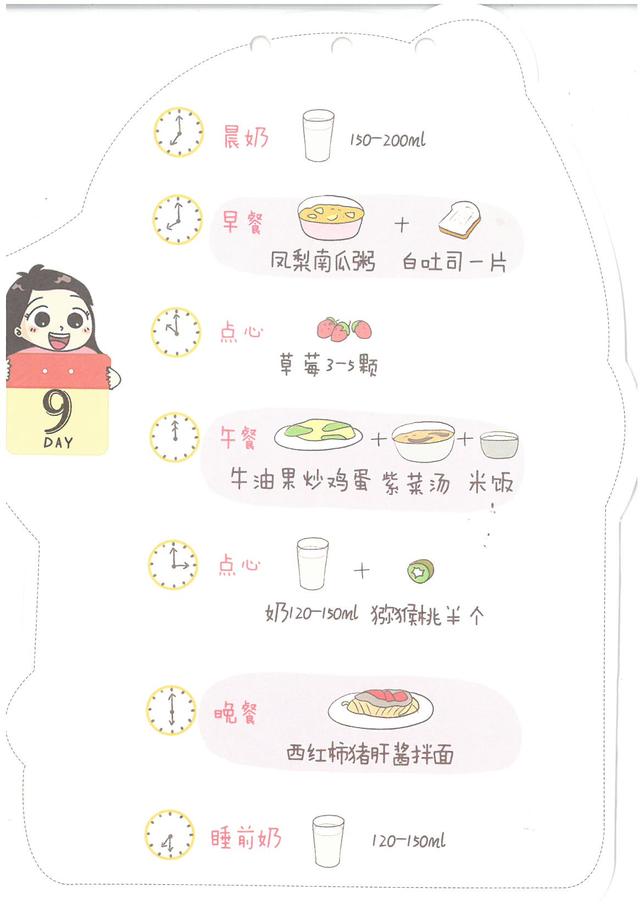 晨奶 150-200ml
早餐 +
凤梨南瓜粥 白吐司一片
点心
草莓3-5颗
9
DAY
午餐 + +
牛油果炒鸡蛋 紫菜汤 米饭
点心 +
奶120-150ml 猕猴桃半个
晚餐
西红柿猪肝酱拌面
睡前奶 120-150ml